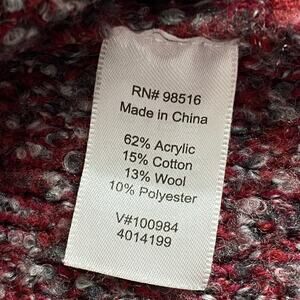 RN# 98516
Made in China
62% Acrylic
15% Cotton
13% Wool
10% Polyester
V#100984
4014199